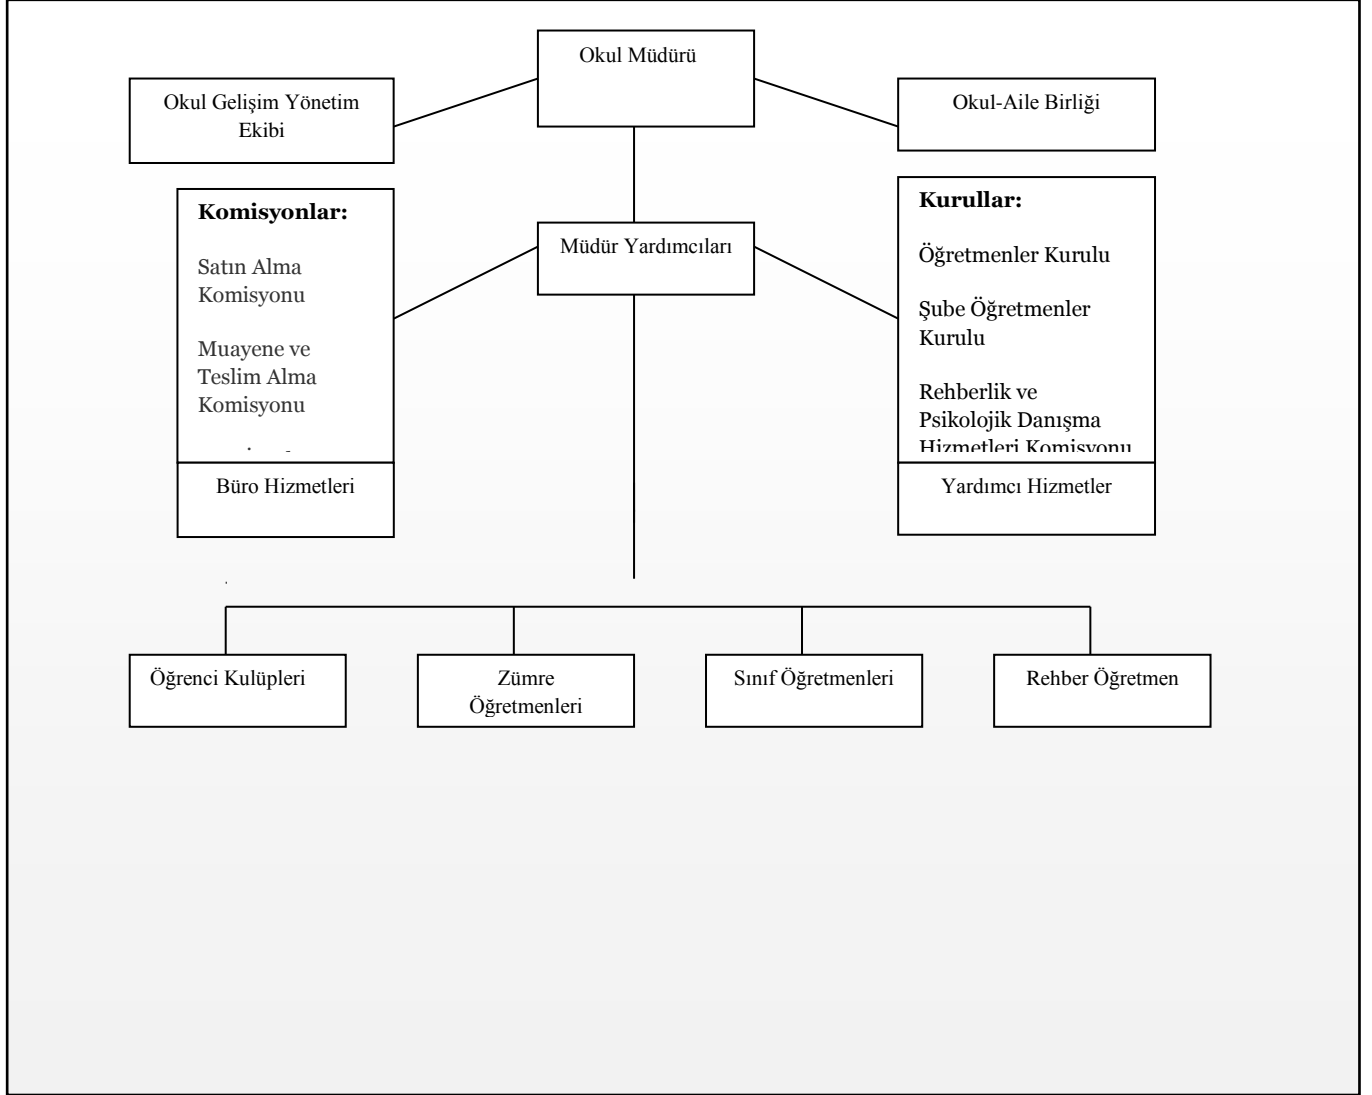 Okul Müdürü
Okul Gelişim Yönetim
Ekibi
Okul-Aile Birliği
Komisyonlar:
Satın Alma
Komisyonu
Muayene ve
Teslim Alma
Komisyonu
Büro Hizmetleri
Müdür Yardımcıları
Kurullar:
Öğretmenler Kurulu
Şube Öğretmenler
Kurulu
Rehberlik ve
Psikolojik Danışma
Hizmetleri Komisyonu
Yardımcı Hizmetler
Öğrenci Kulüpleri
Zümre
Öğretmenleri
Sınıf Öğretmenleri
Rehber Öğretmen